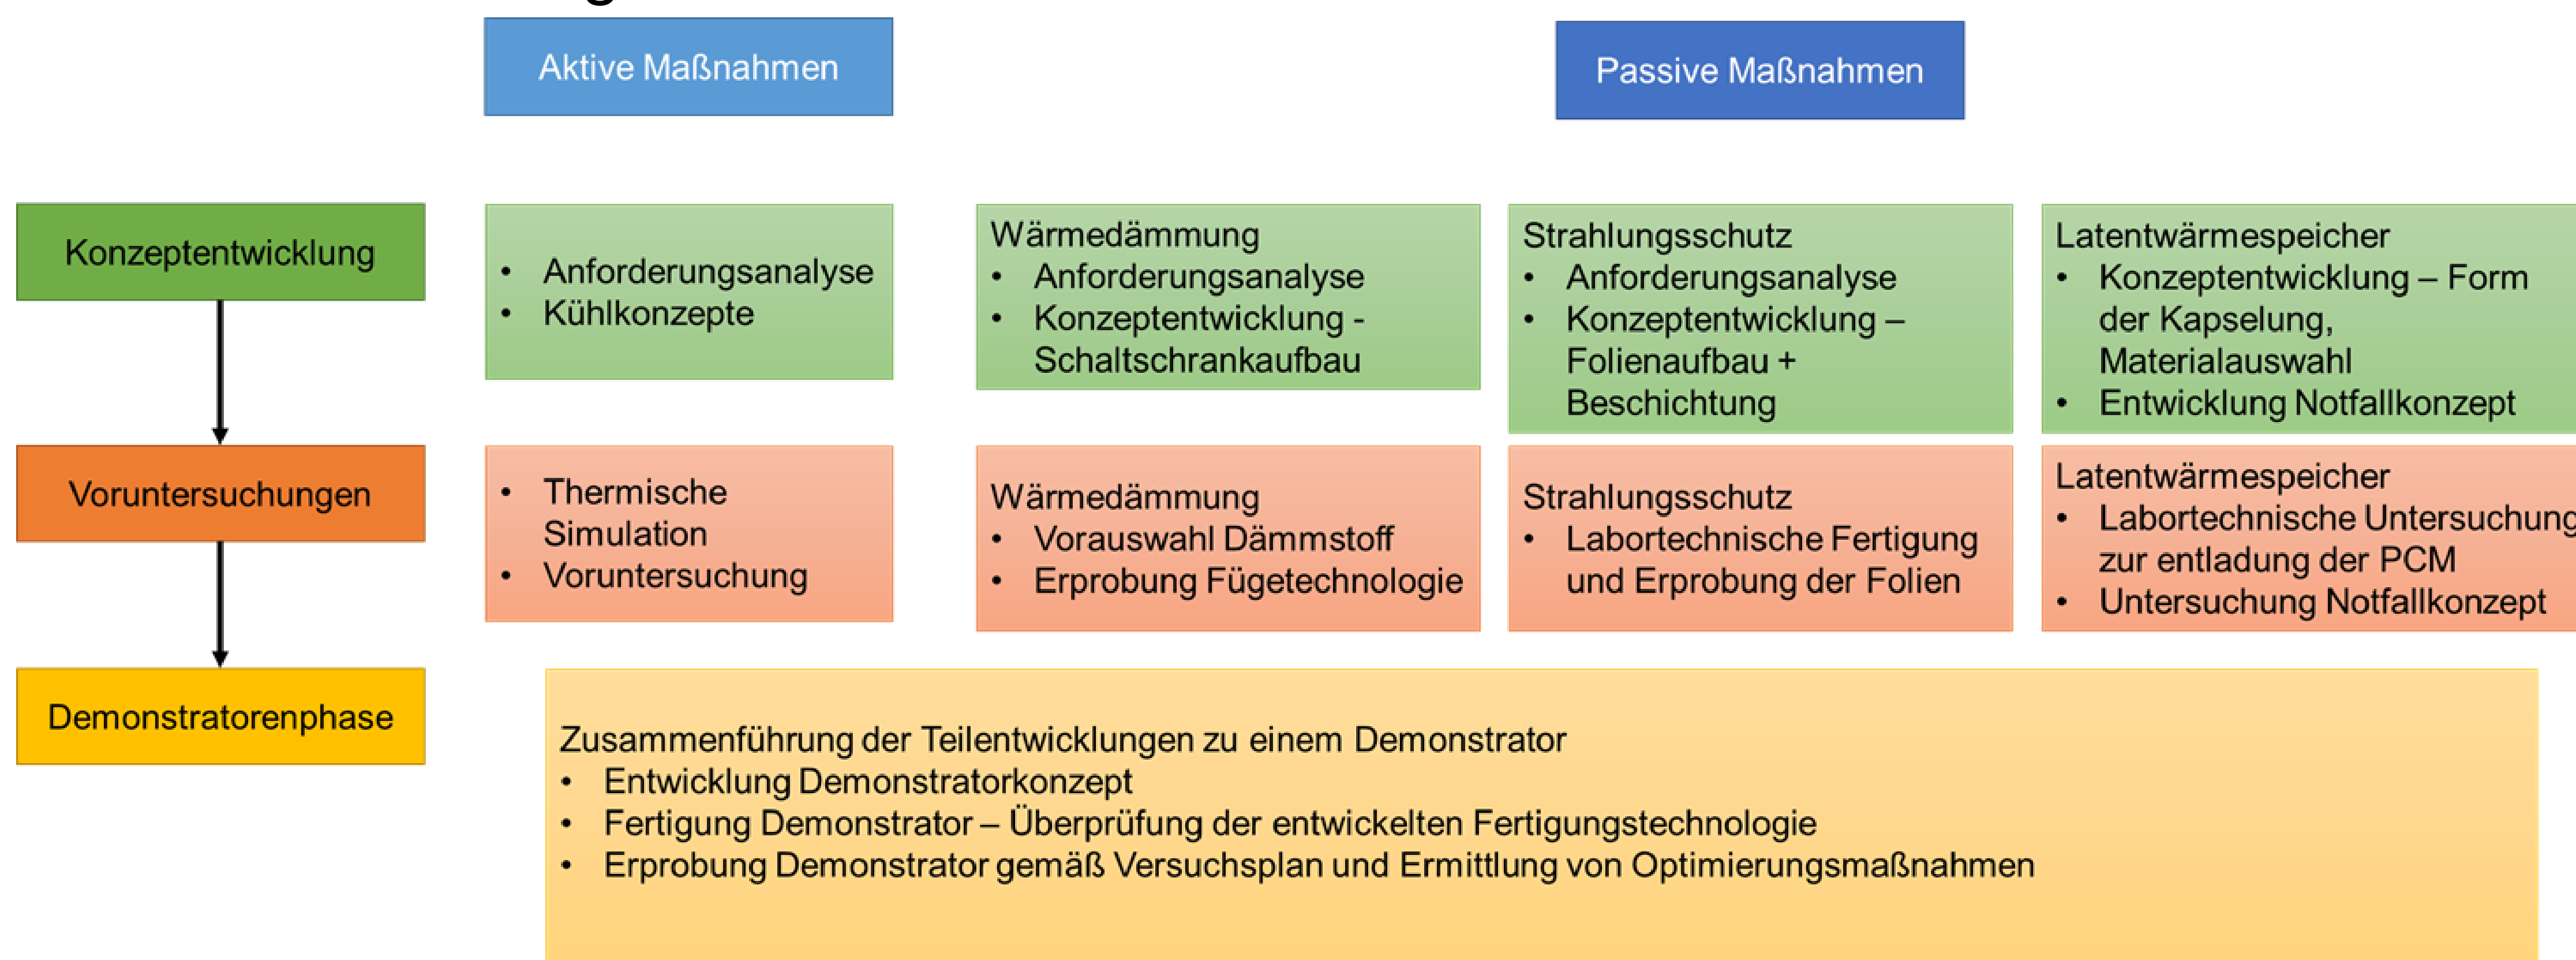 Aktive Maßnahmen
Passive Maßnahmen
Konzeptentwicklung
• Anforderungsanalyse
• Kühlkonzepte
Wärmedämmung
• Anforderungsanalyse
• Konzeptentwicklung -
Schaltschrankaufbau
Strahlungsschutz
• Anforderungsanalyse
• Konzeptentwicklung –
Folienaufbau +
Beschichtung
Latentwärmespeicher
• Konzeptentwicklung – Form
der Kapselung,
Materialauswahl
• Entwicklung Notfallkonzept
Voruntersuchungen
• Thermische
Simulation
• Voruntersuchung
Wärmedämmung
• Vorauswahl Dämmstoff
• Erprobung Fügetechnologie
Strahlungsschutz
• Labortechnische Fertigung
und Erprobung der Folien
Latentwärmespeicher
• Labortechnische Untersuchung
zur entladung der PCM
• Untersuchung Notfallkonzept
Demonstratorenphase
Zusammenführung der Teilentwicklungen zu einem Demonstrator
• Entwicklung Demonstratorkonzept
• Fertigung Demonstrator – Überprüfung der entwickelten Fertigungstechnologie
• Erprobung Demonstrator gemäß Versuchsplan und Ermittlung von Optimierungsmaßnahmen